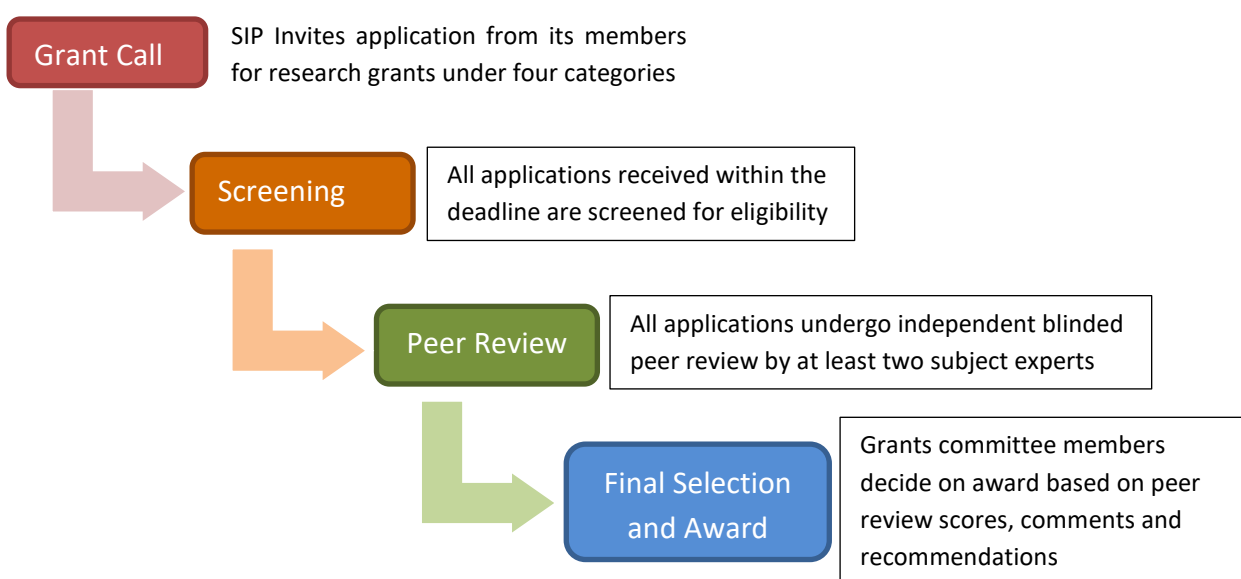 Grant Call
SIP Invites application from its members
for research grants under four categories
Screening
All applications received within the
deadline are screened for eligibility
Peer Review
All applications undergo independent blinded
peer review by at least two subject experts
Final Selection
and Award
Grants committee members
decide on award based on peer
review scores, comments and
recommendations